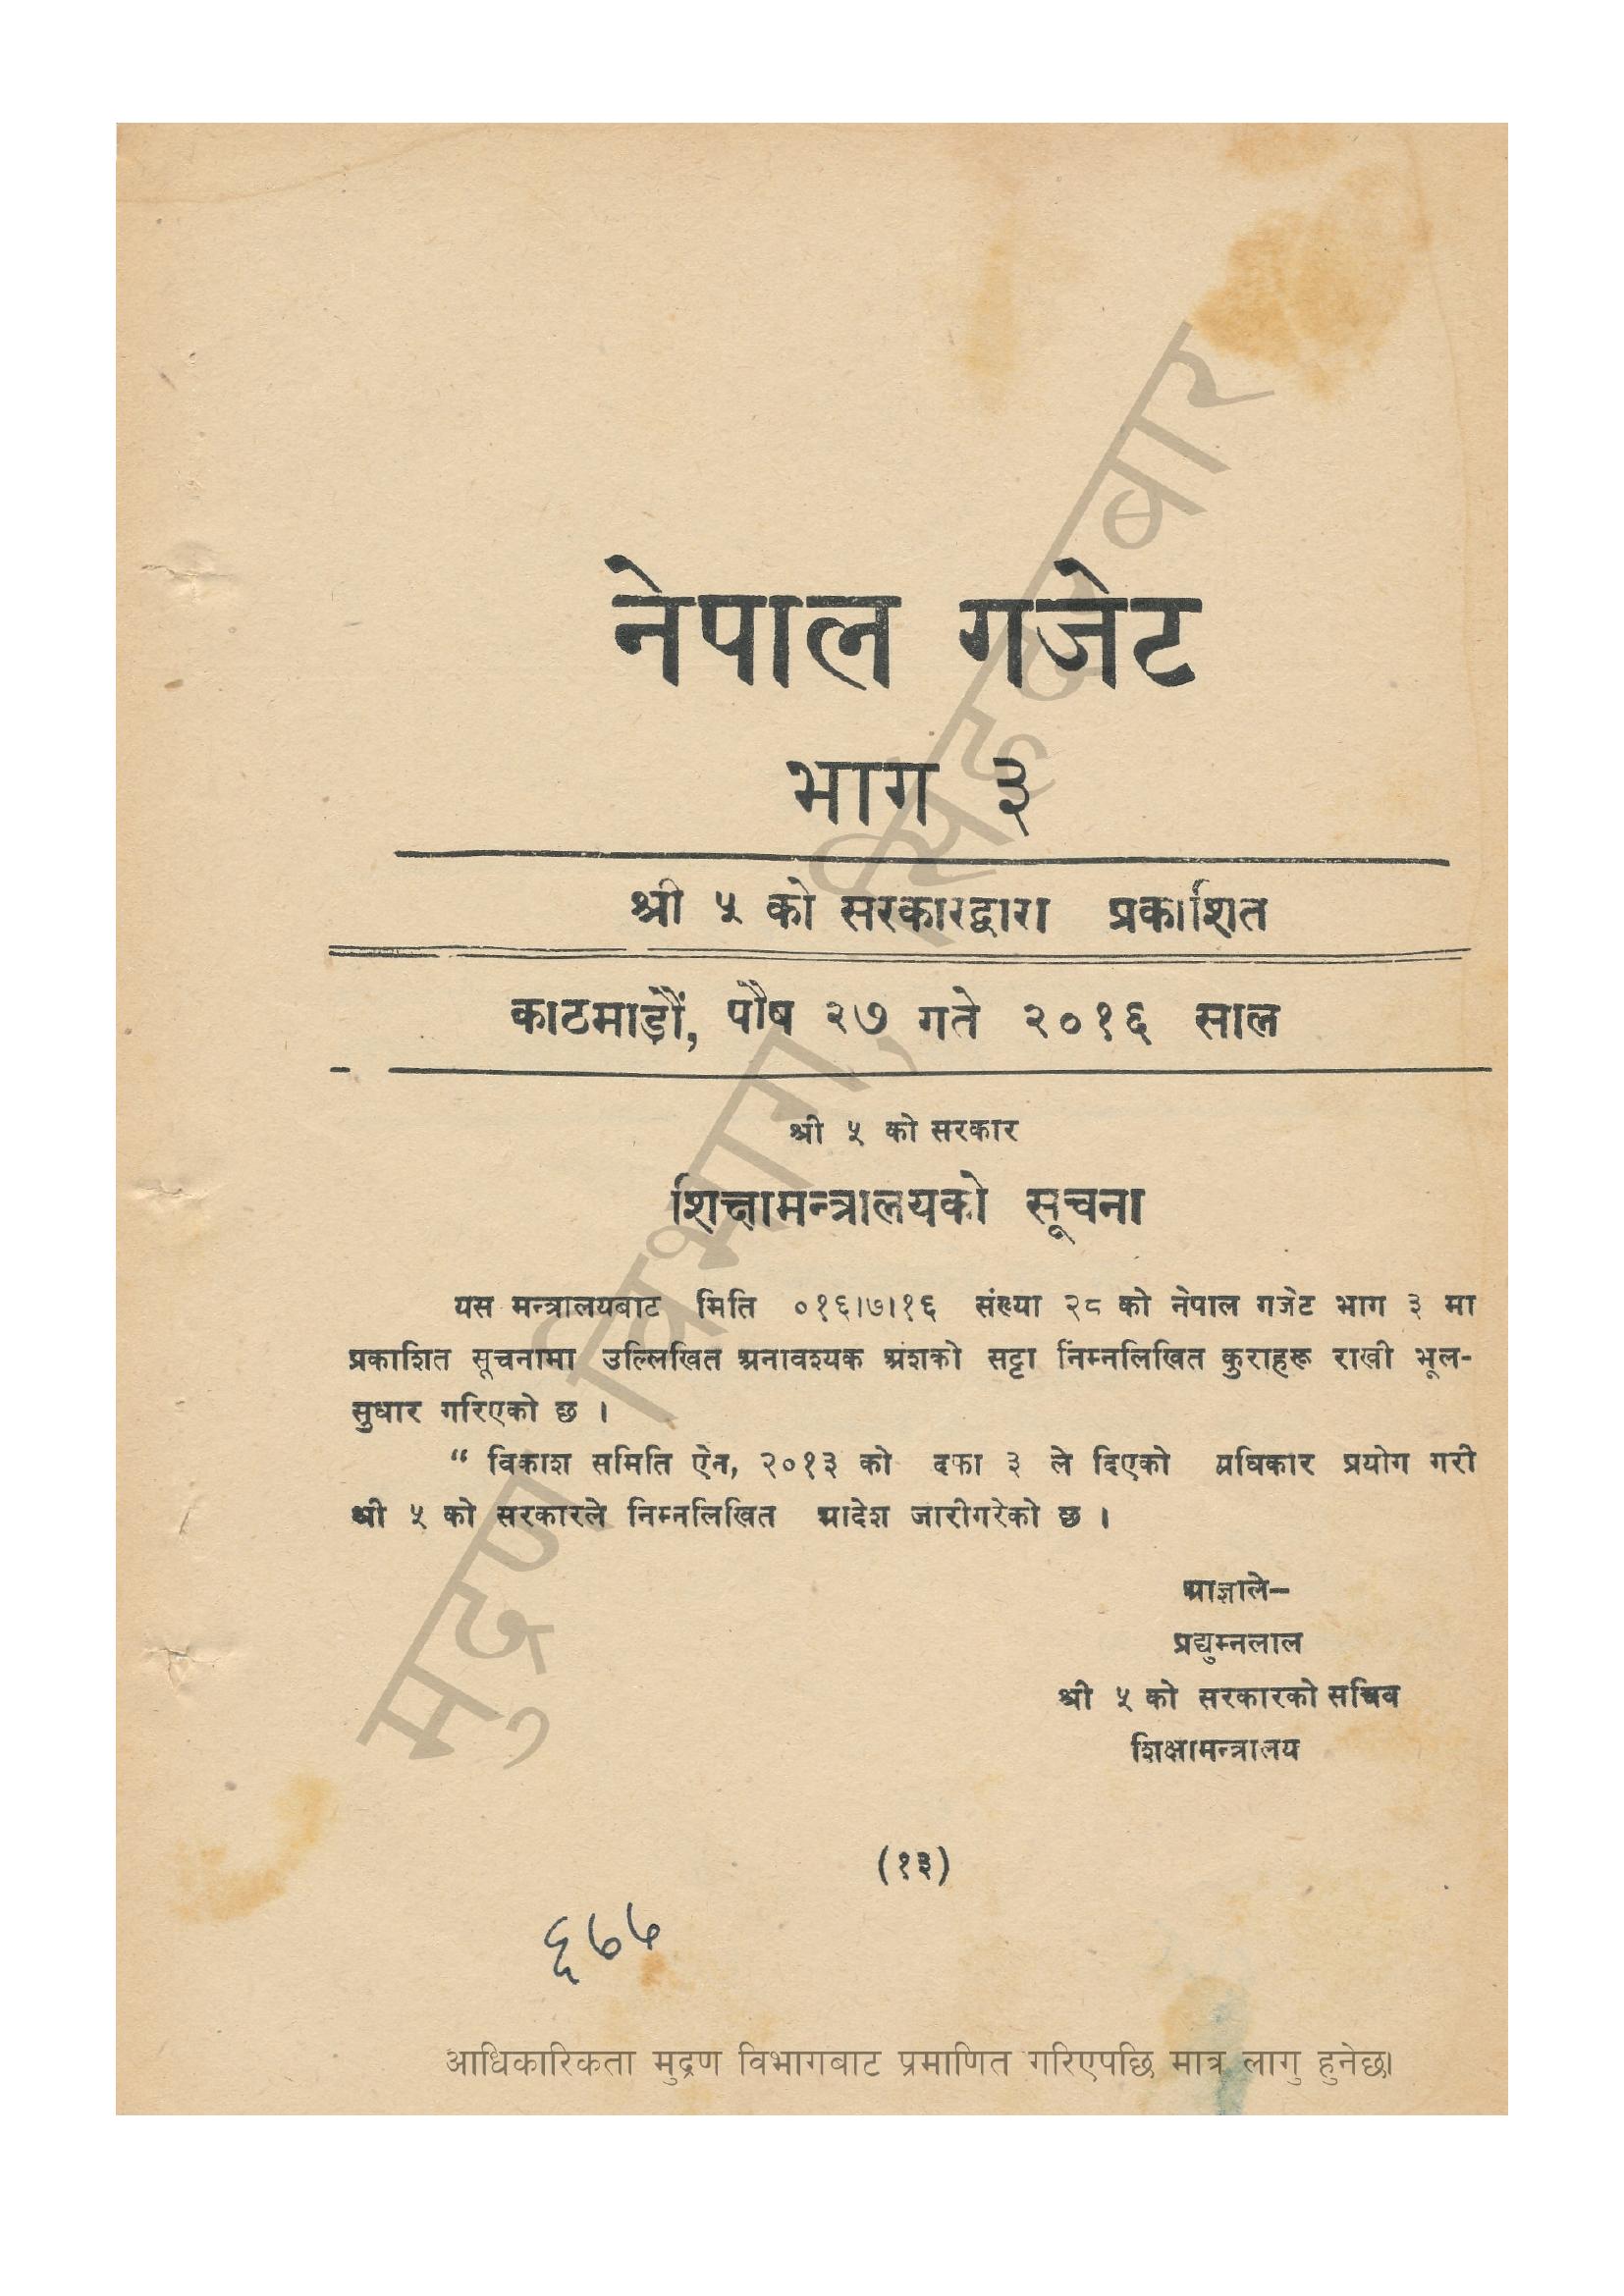 नेपाल गजेट
भाग ३
श्री ५ को सरकारद्वारा प्रकाशित
काठमाडौं, पौष २७ गते २०१६ साल
श्री ५ को सरकार
शिक्षामन्त्रालयको सूचना
यस मन्त्रालयबाट मिति ०१६।७।१६ संख्या २८ को नेपाल गजेट भाग ३ मा
प्रकाशित सूचनामा उल्लिखित अनावश्यक अंशको सट्टा निम्नलिखित कुराहरू राखी भूल-
सुधार गरिएको छ ।
“ विकाश समिति ऐन, २०१३ को दफा ३ ले दिएको अधिकार प्रयोग गरी
श्री ५ को सरकारले निम्नलिखित आदेश जारीगरेको छ ।
आज्ञाले—
प्रद्युम्नलाल
श्री ५ को सरकारको सचिव
शिक्षामन्त्रालय
(१३)
६७५
मुद्रण विभाग, सिंहदरबार
आधिकारिकता मुद्रण विभागबाट प्रमाणित गरिएपछि मात्र लागु हुनेछ।